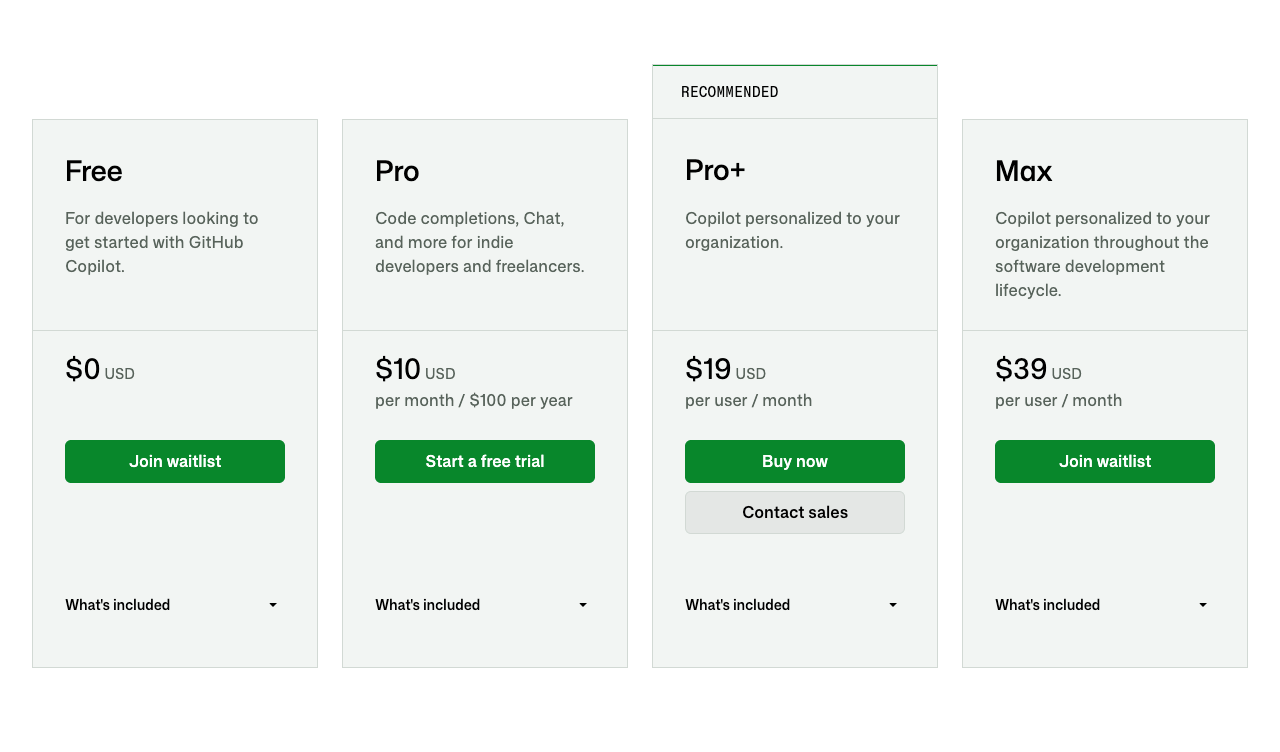 Free
For developers looking to
get started with GitHub
Copilot.
$0 USD
Join waitlist
What's included
Pro
Code completions, Chat,
and more for indie
developers and freelancers.
$10 USD
per month / $100 per year
Start a free trial
What's included
RECOMMENDED
Pro+
Copilot personalized to your
organization.
$19 USD
per user / month
Buy now
Contact sales
What's included
Max
Copilot personalized to your
organization throughout the
software development
lifecycle.
$39 USD
per user / month
Join waitlist
What's included